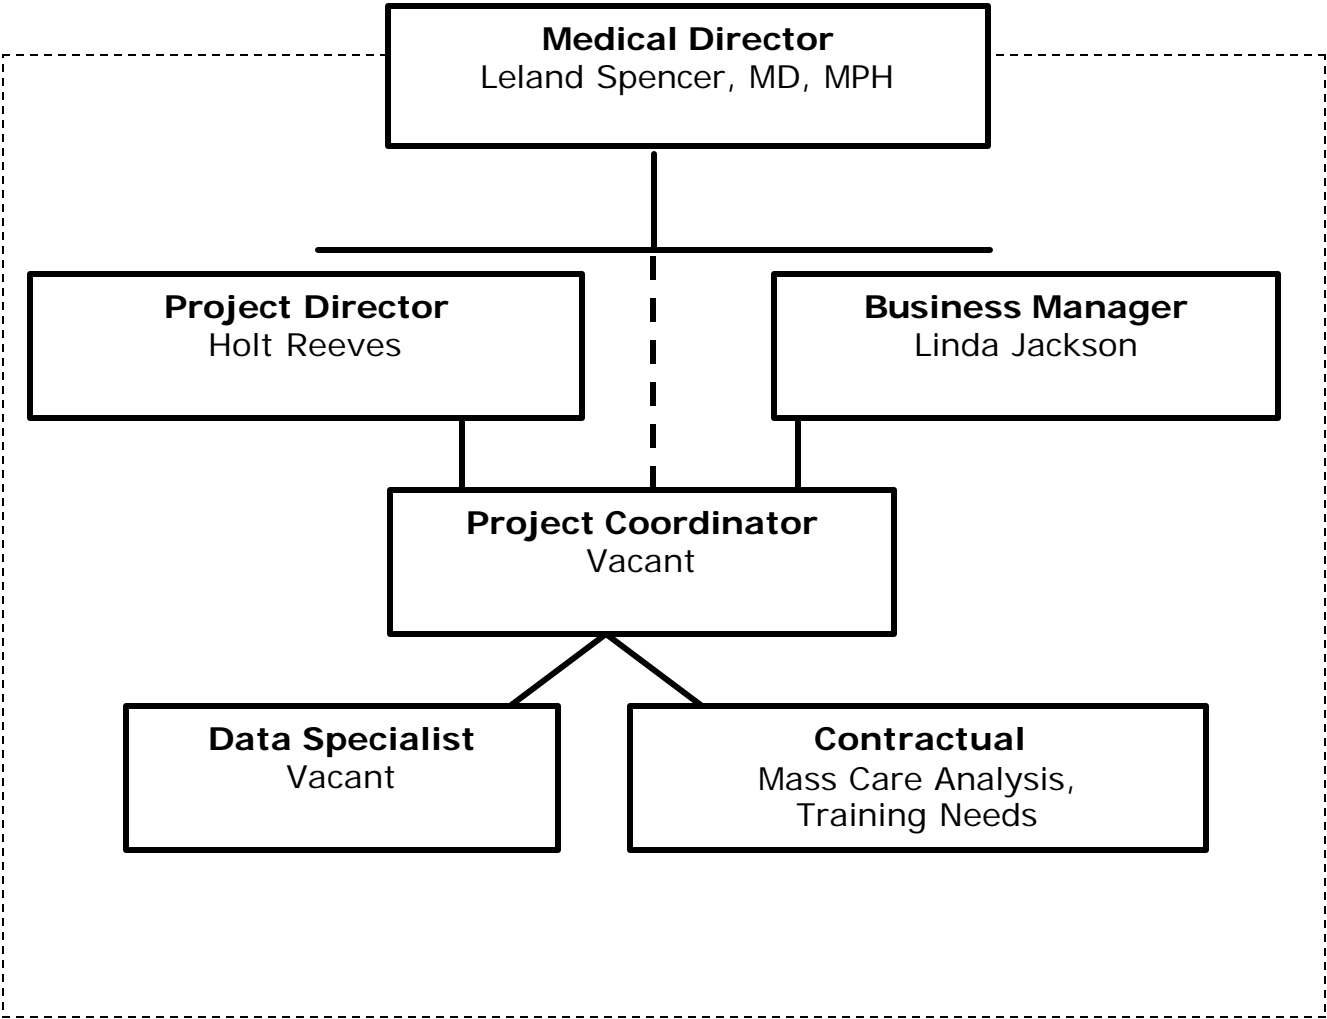 Medical Director
Leland Spencer, MD, MPH
Project Director
Holt Reeves
Business Manager
Linda Jackson
Project Coordinator
Vacant
Data Specialist
Vacant
Contractual
Mass Care Analysis,
Training Needs